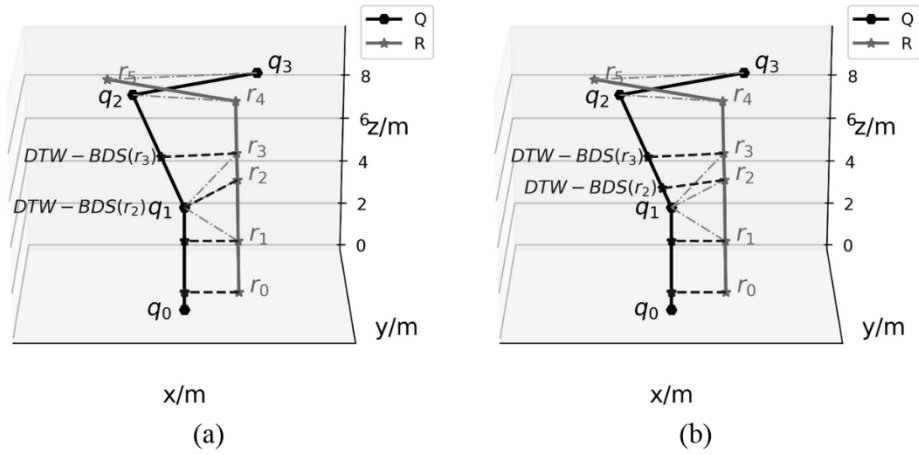 Q
R
q₃
r₅
8
q₂
r₄
6
z/m
DTW−BDS(r₃)
r₃
4
r₂
DTW−BDS(r₂)
q₁
2
r₁
0
r₀
q₀
y/m
x/m
(a)
Q
R
q₃
r₅
8
q₂
r₄
6
z/m
DTW−BDS(r₃)
r₃
4
DTW−BDS(r₂)
r₂
q₁
2
r₁
0
r₀
q₀
y/m
x/m
(b)